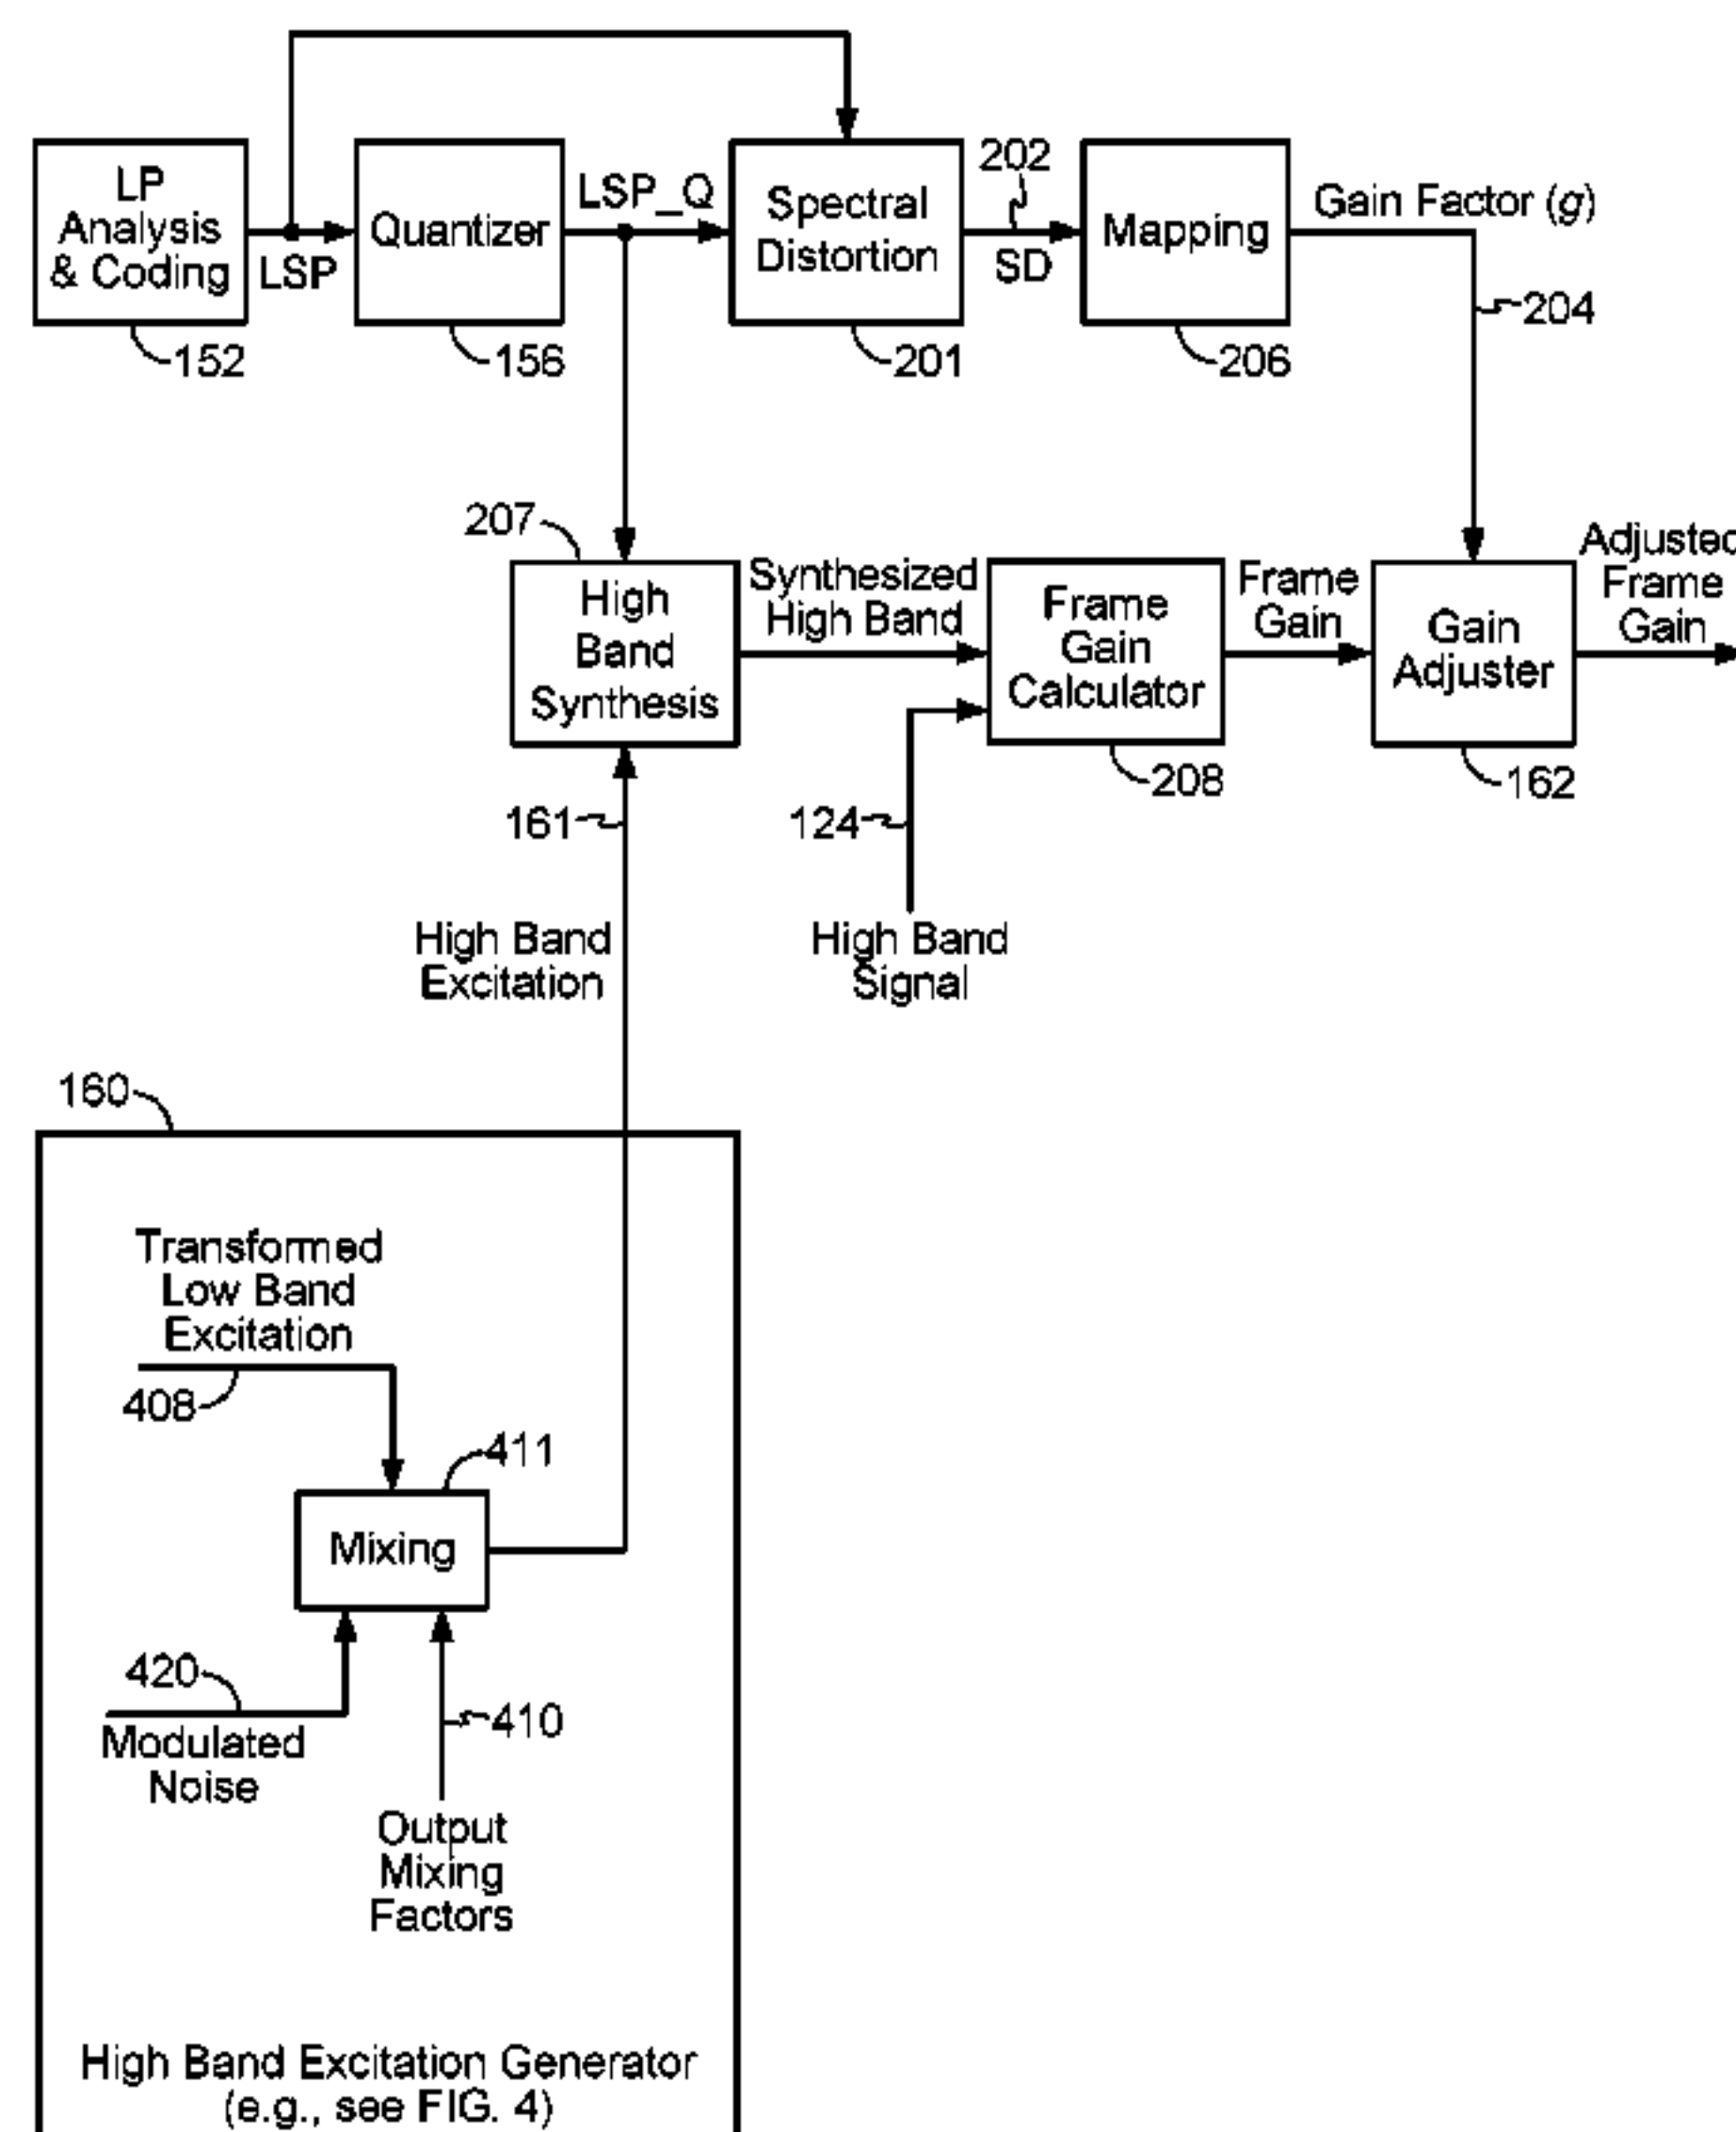 LP
Analysis
& Coding
LSP
152
Quantizer
156
LSP_Q
Spectral
Distortion
201
202
SD
Mapping
206
Gain Factor (g)
204
207
High
Band
Synthesis
Synthesized
High Band
Frame
Gain
Calculator
208
Frame
Gain
Gain
Adjuster
162
Adjusted
Frame
Gain
161
124
High Band
Excitation
High Band
Signal
160
Transformed
Low Band
Excitation
408
411
Mixing
420
Modulated
Noise
410
Output
Mixing
Factors
High Band Excitation Generator
(e.g., see FIG. 4)